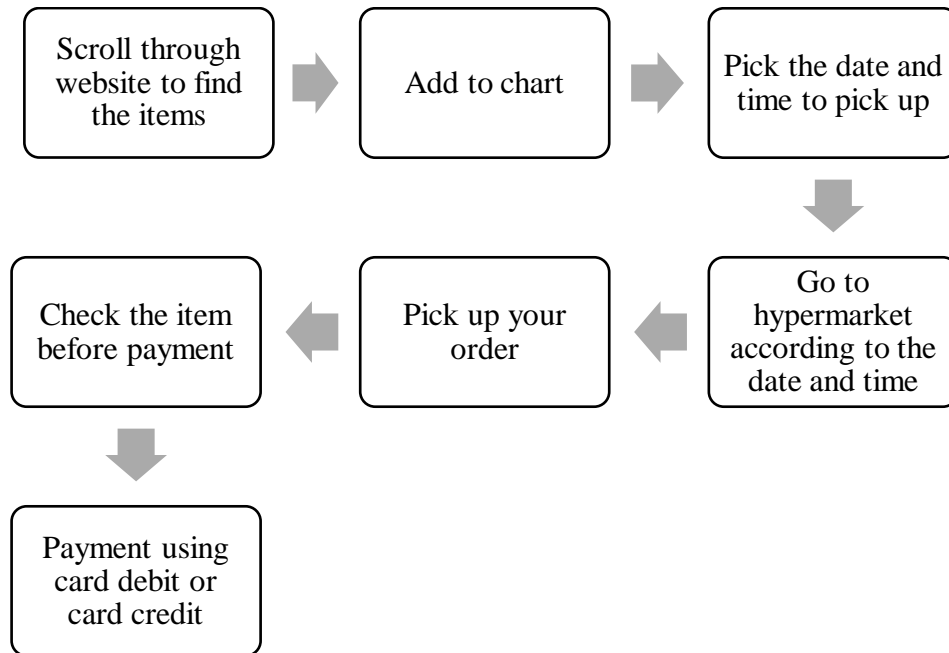 Scroll through
website to find
the items
Add to chart
Pick the date and
time to pick up
Go to
hypermarket
according to the
date and time
Pick up your
order
Check the item
before payment
Payment using
card debit or
card credit